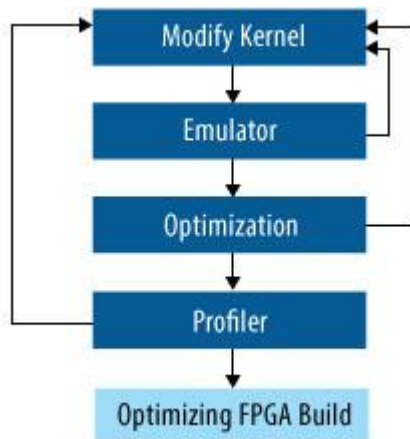 Modify Kernel
Emulator
Optimization
Profiler
Optimizing FPGA Build